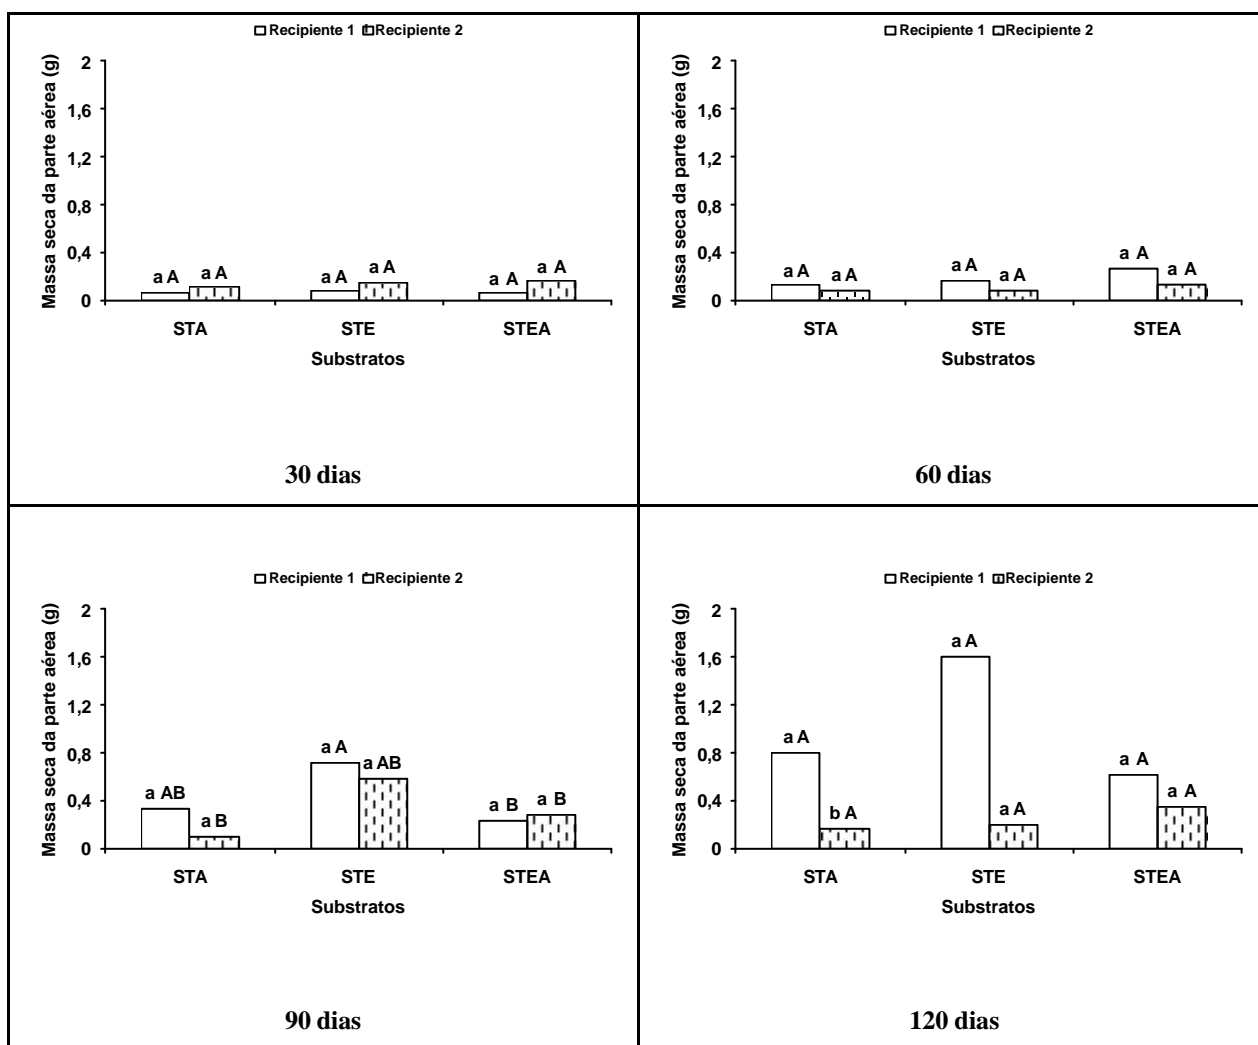 Recipiente 1 Recipiente 2
Massa seca da parte aérea (g)
2
1,6
1,2
0,8
0,4
0
a A a A a A a A a A a A
STA STE STEA
Substratos
30 dias
Recipiente 1 Recipiente 2
Massa seca da parte aérea (g)
2
1,6
1,2
0,8
0,4
0
a A a A a A a A a A a A
STA STE STEA
Substratos
60 dias
Recipiente 1 Recipiente 2
Massa seca da parte aérea (g)
2
1,6
1,2
0,8
0,4
0
a AB a B a A a AB a B a B
STA STE STEA
Substratos
90 dias
Recipiente 1 Recipiente 2
Massa seca da parte aérea (g)
2
1,6
1,2
0,8
0,4
0
a A b A a A a A a A a A
STA STE STEA
Substratos
120 dias